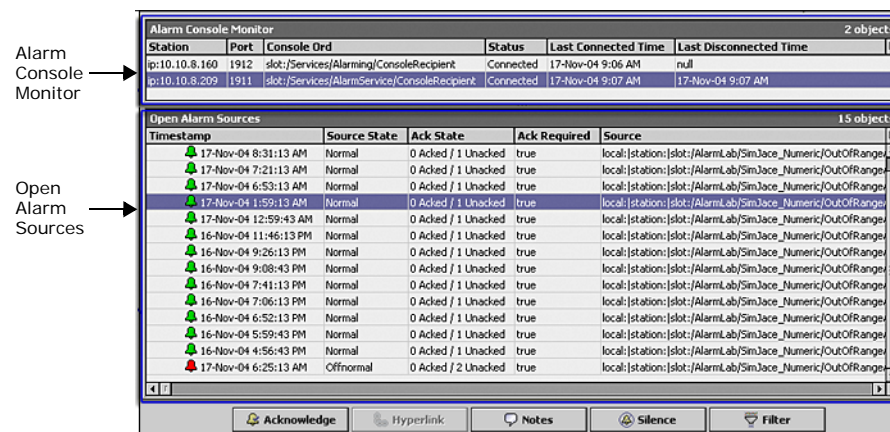 Alarm
Console
Monitor
Alarm Console Monitor 2 object
Station Port Console Ord Status Last Connected Time Last Disconnected Time
ip:10.10.8.160 1912 slot:/Services/Alarming/ConsoleRecipient Connected 17-Nov-04 9:06 AM null
ip:10.10.8.209 1911 slot:/Services/AlarmService/ConsoleRecipient Connected 17-Nov-04 9:07 AM 17-Nov-04 9:07 AM
Open
Alarm
Sources
Open Alarm Sources 15 object
Timestamp Source State Ack State Ack Required Source
17-Nov-04 8:31:13 AM Normal 0 Acked / 1 Unacked true local:|station:|slot:/AlarmLab/SimJace_Numeric/OutOfRange
17-Nov-04 7:21:13 AM Normal 0 Acked / 1 Unacked true local:|station:|slot:/AlarmLab/SimJace_Numeric/OutOfRange
17-Nov-04 6:53:13 AM Normal 0 Acked / 1 Unacked true local:|station:|slot:/AlarmLab/SimJace_Numeric/OutOfRange
17-Nov-04 1:59:13 AM Normal 0 Acked / 1 Unacked true local:|station:|slot:/AlarmLab/SimJace_Numeric/OutOfRange
17-Nov-04 12:59:43 AM Normal 0 Acked / 1 Unacked true local:|station:|slot:/AlarmLab/SimJace_Numeric/OutOfRange
16-Nov-04 11:46:13 PM Normal 0 Acked / 1 Unacked true local:|station:|slot:/AlarmLab/SimJace_Numeric/OutOfRange
16-Nov-04 9:26:13 PM Normal 0 Acked / 1 Unacked true local:|station:|slot:/AlarmLab/SimJace_Numeric/OutOfRange
16-Nov-04 9:08:43 PM Normal 0 Acked / 1 Unacked true local:|station:|slot:/AlarmLab/SimJace_Numeric/OutOfRange
16-Nov-04 7:41:13 PM Normal 0 Acked / 1 Unacked true local:|station:|slot:/AlarmLab/SimJace_Numeric/OutOfRange
16-Nov-04 7:06:13 PM Normal 0 Acked / 1 Unacked true local:|station:|slot:/AlarmLab/SimJace_Numeric/OutOfRange
16-Nov-04 6:52:13 PM Normal 0 Acked / 1 Unacked true local:|station:|slot:/AlarmLab/SimJace_Numeric/OutOfRange
16-Nov-04 5:59:43 PM Normal 0 Acked / 1 Unacked true local:|station:|slot:/AlarmLab/SimJace_Numeric/OutOfRange
16-Nov-04 4:56:43 PM Normal 0 Acked / 1 Unacked true local:|station:|slot:/AlarmLab/SimJace_Numeric/OutOfRange
17-Nov-04 6:25:13 AM Offnormal 0 Acked / 2 Unacked true local:|station:|slot:/AlarmLab/SimJace_Numeric/OutOfRange
Acknowledge Hyperlink Notes Silence Filter